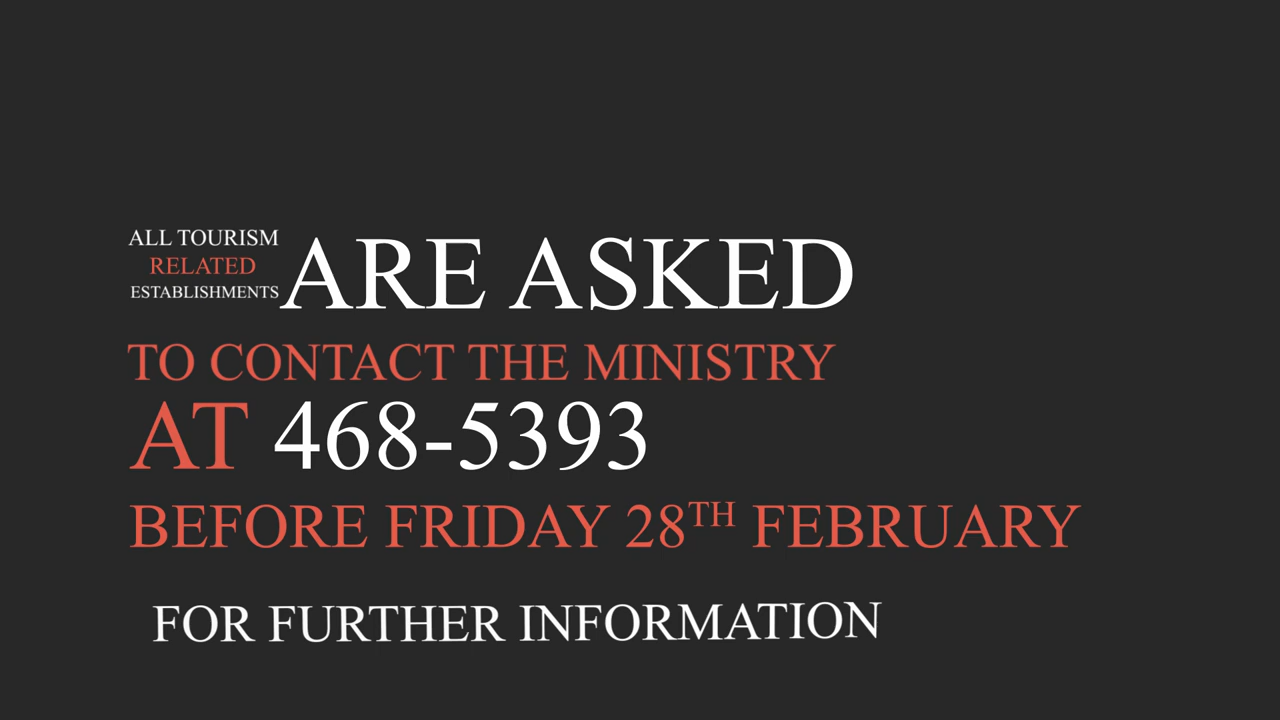 ALL TOURISM
RELATED
ESTABLISHMENTS
ARE ASKED
TO CONTACT THE MINISTRY
AT 468-5393
BEFORE FRIDAY 28TH FEBRUARY
FOR FURTHER INFORMATION